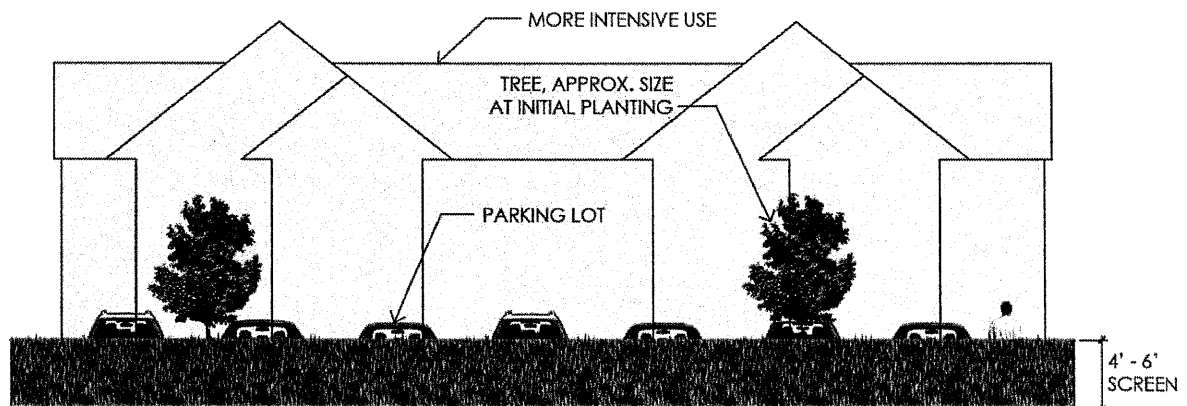 MORE INTENSIVE USE
TREE, APPROX. SIZE
AT INITIAL PLANTING
PARKING LOT
4' - 6'
SCREEN